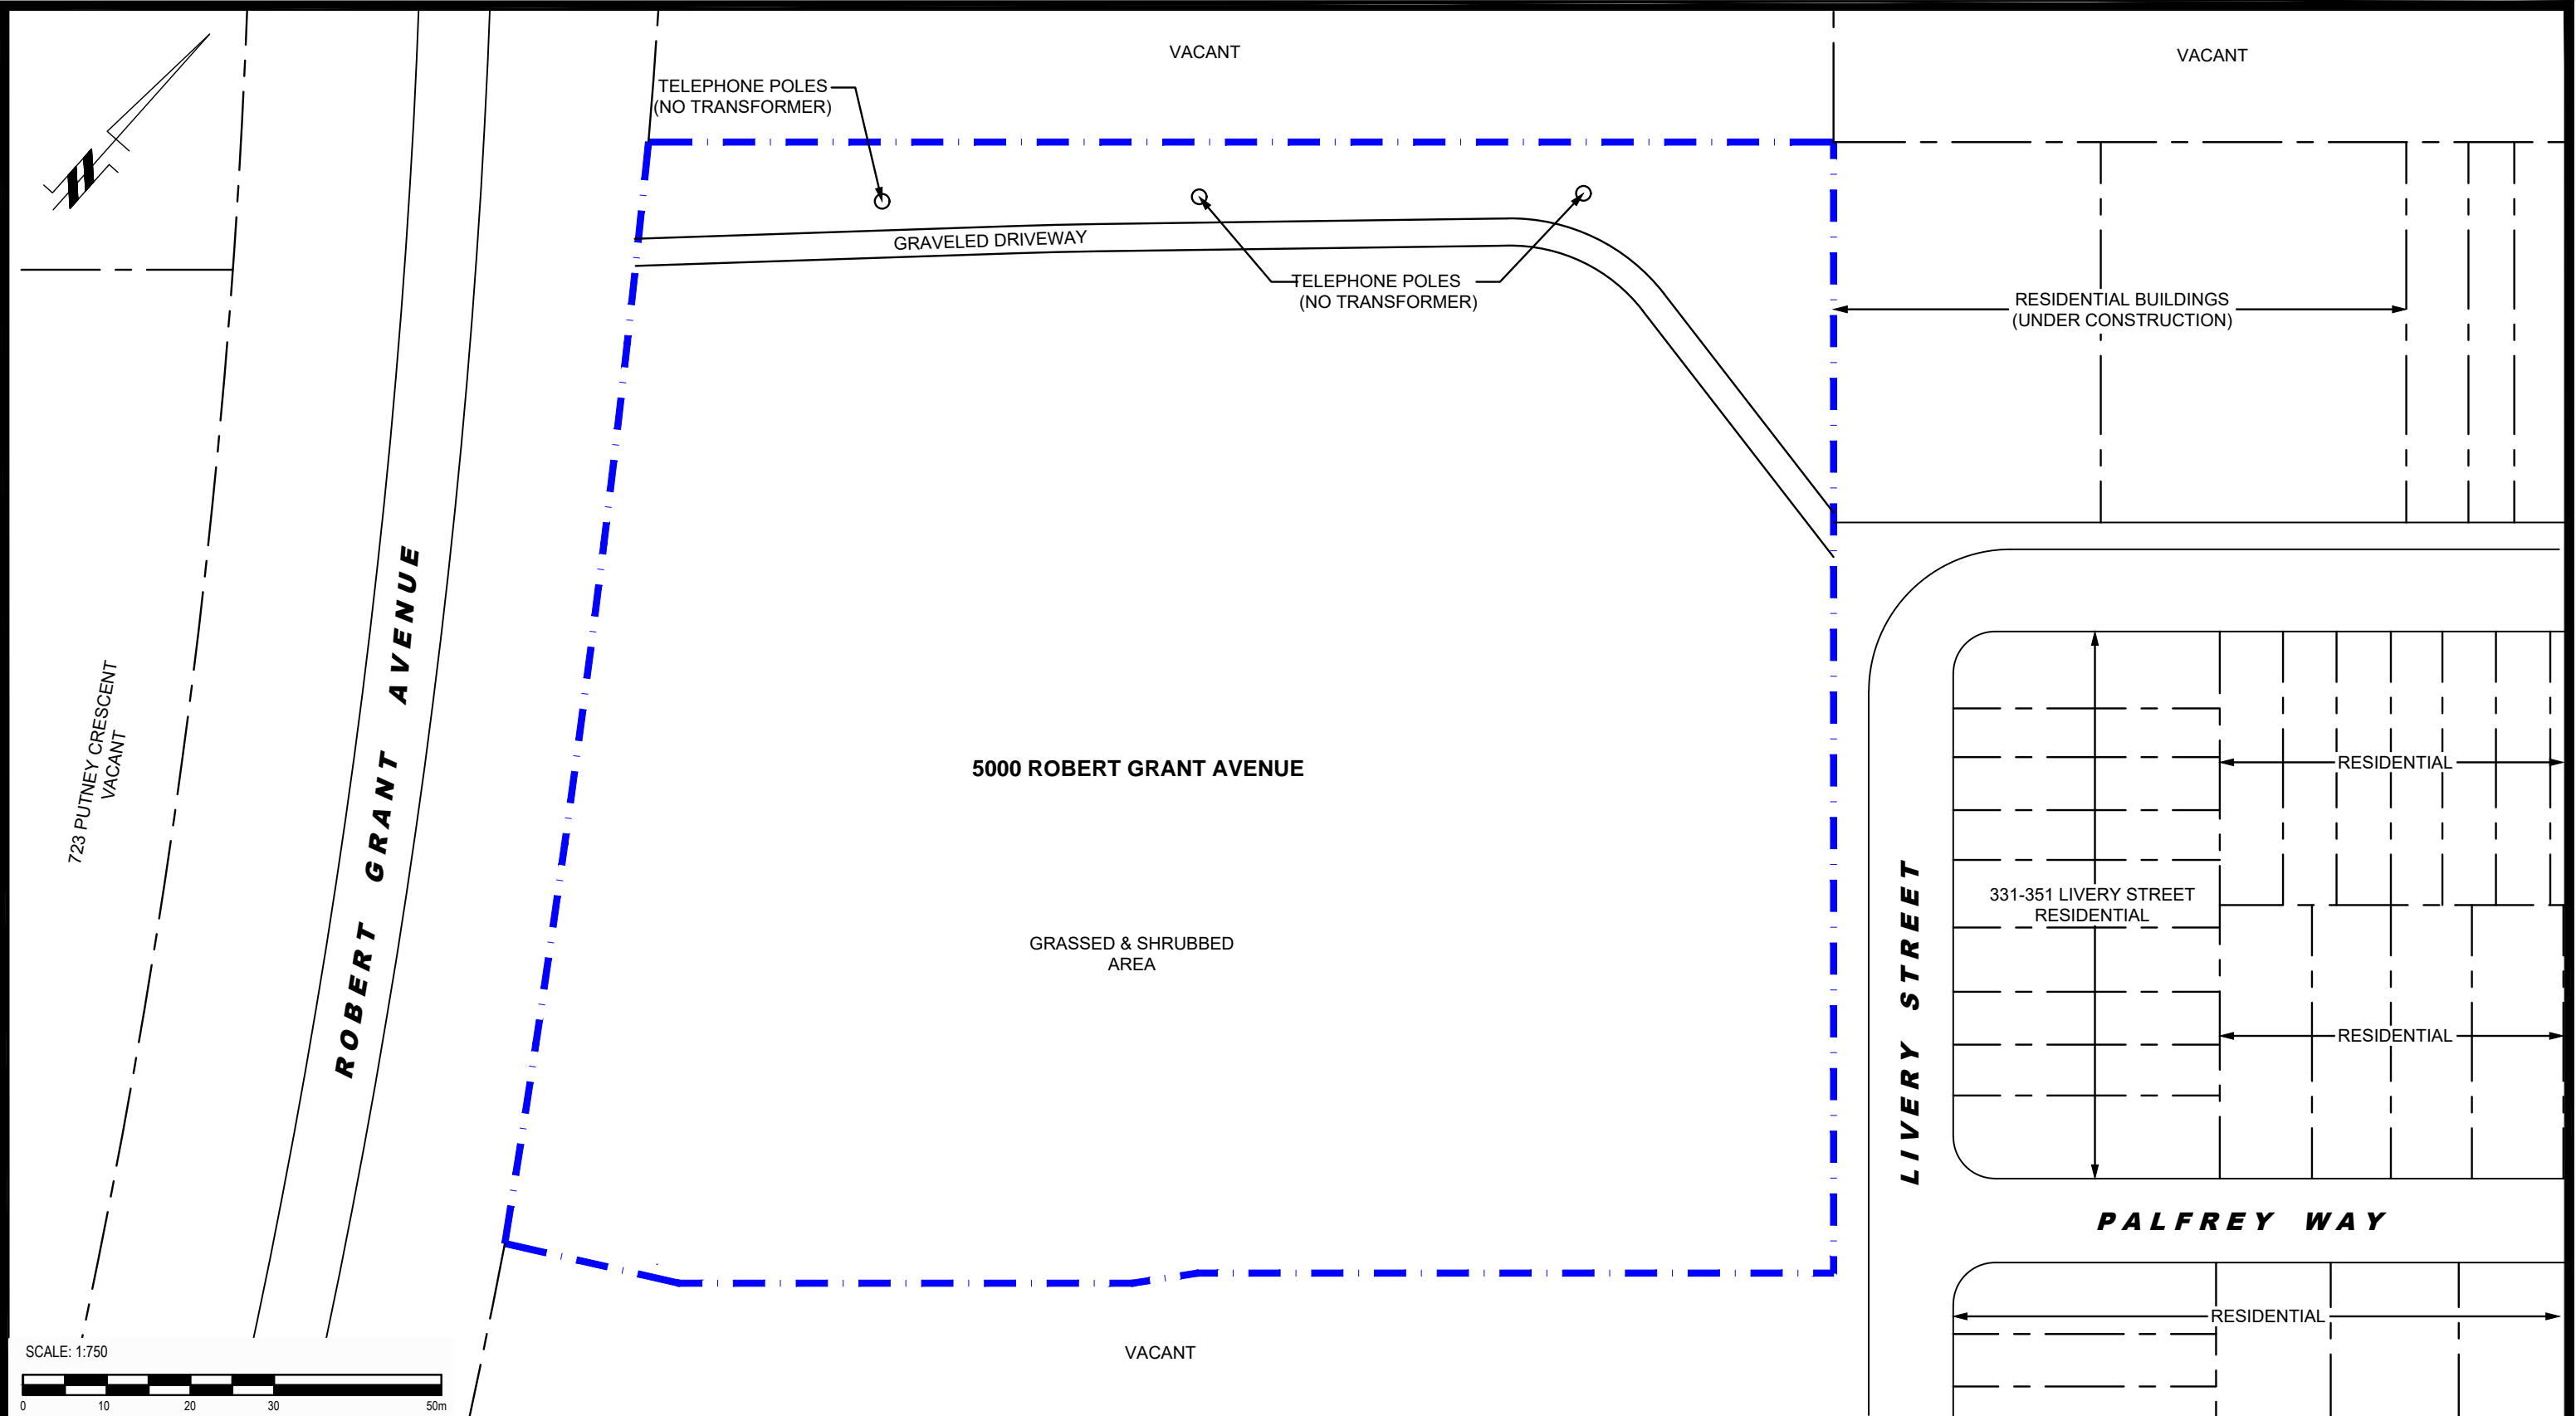 VACANT
VACANT
TELEPHONE POLES
(NO TRANSFORMER)
GRAVELED DRIVEWAY
TELEPHONE POLES
(NO TRANSFORMER)
RESIDENTIAL BUILDINGS
(UNDER CONSTRUCTION)
ROBERT GRANT AVENUE
723 PUTNEY CRESCENT
VACANT
5000 ROBERT GRANT AVENUE
RESIDENTIAL
331-351 LIVERY STREET
RESIDENTIAL
GRASSED & SHRUBBED
AREA
LIVERY STREET
RESIDENTIAL
PALFREY WAY
RESIDENTIAL
VACANT
SCALE: 1:750
0 10 20 30 50m